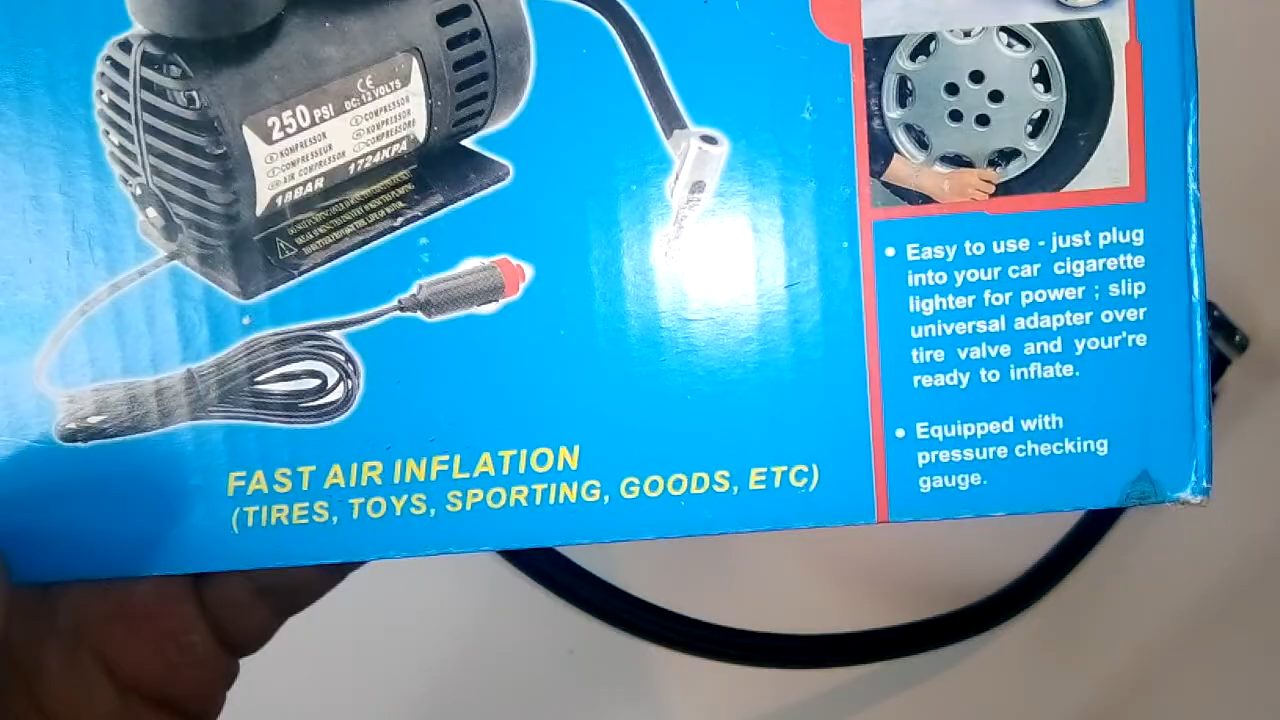 250 PSI
CE
DC: 12 VOLTS
KOMPRESSOR
COMPRESSEUR
AIR COMPRESSOR
COMPRESSOR
KOMPRESSOR
COMPRESSORE
18BAR 1724KPA
FAST AIR INFLATION
(TIRES, TOYS, SPORTING, GOODS, ETC)
• Easy to use - just plug
into your car cigarette
lighter for power ; slip
universal adapter over
tire valve and your're
ready to inflate.
• Equipped with
pressure checking
gauge.